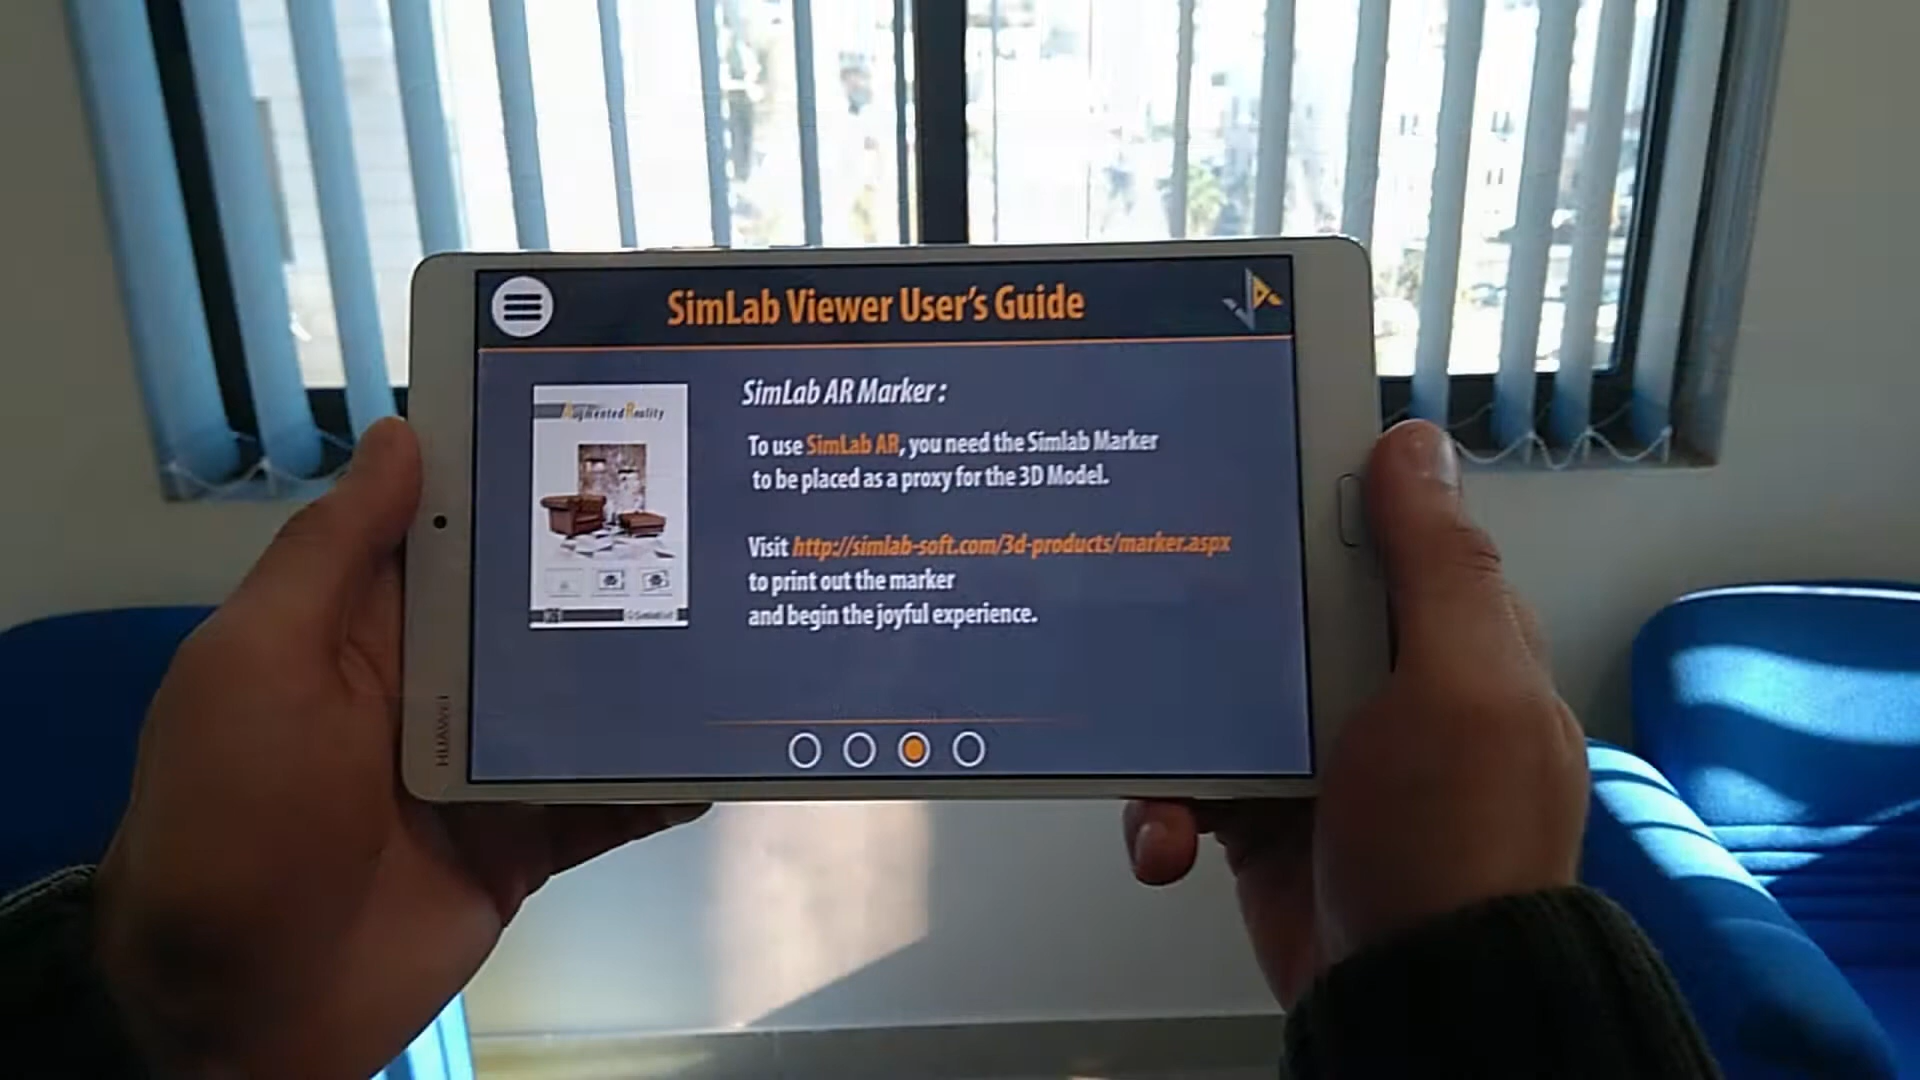 SimLab Viewer User's Guide
Augmented Reality
SimLab AR Marker :
To use SimLab AR, you need the Simlab Marker
to be placed as a proxy for the 3D Model.
Visit http://simlab-soft.com/3d-products/marker.aspx
to print out the marker
and begin the joyful experience.
HUAWEI